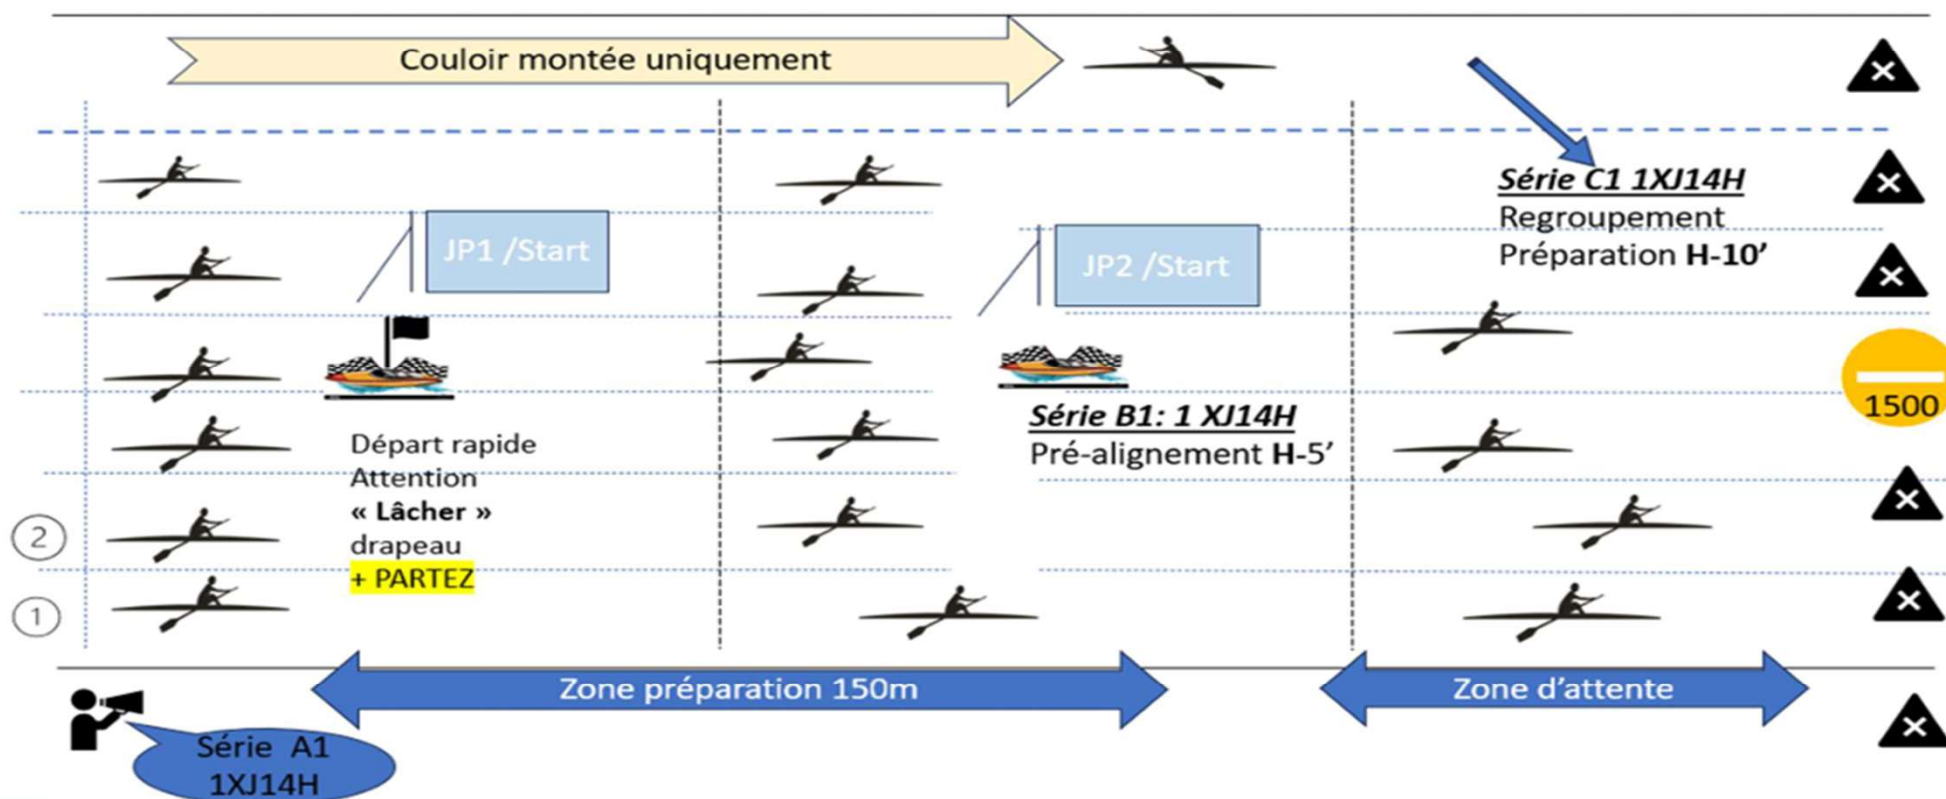 Couloir montée uniquement
Série C1 1XJ14H
Regroupement
Préparation H-10’
JP1 /Start
JP2 /Start
1500
Série B1: 1 XJ14H
Pré-alignement H-5’
Départ rapide
Attention
« Lâcher »
drapeau
+ PARTEZ
2
1
Zone préparation 150m
Zone d’attente
Série A1
1XJ14H